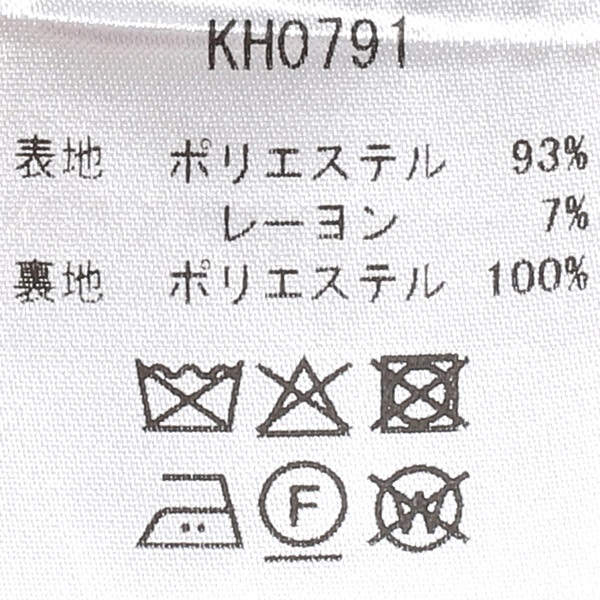 KH0791
表地 ポリエステル 93%
レーヨン 7%
裏地 ポリエステル 100%
F W